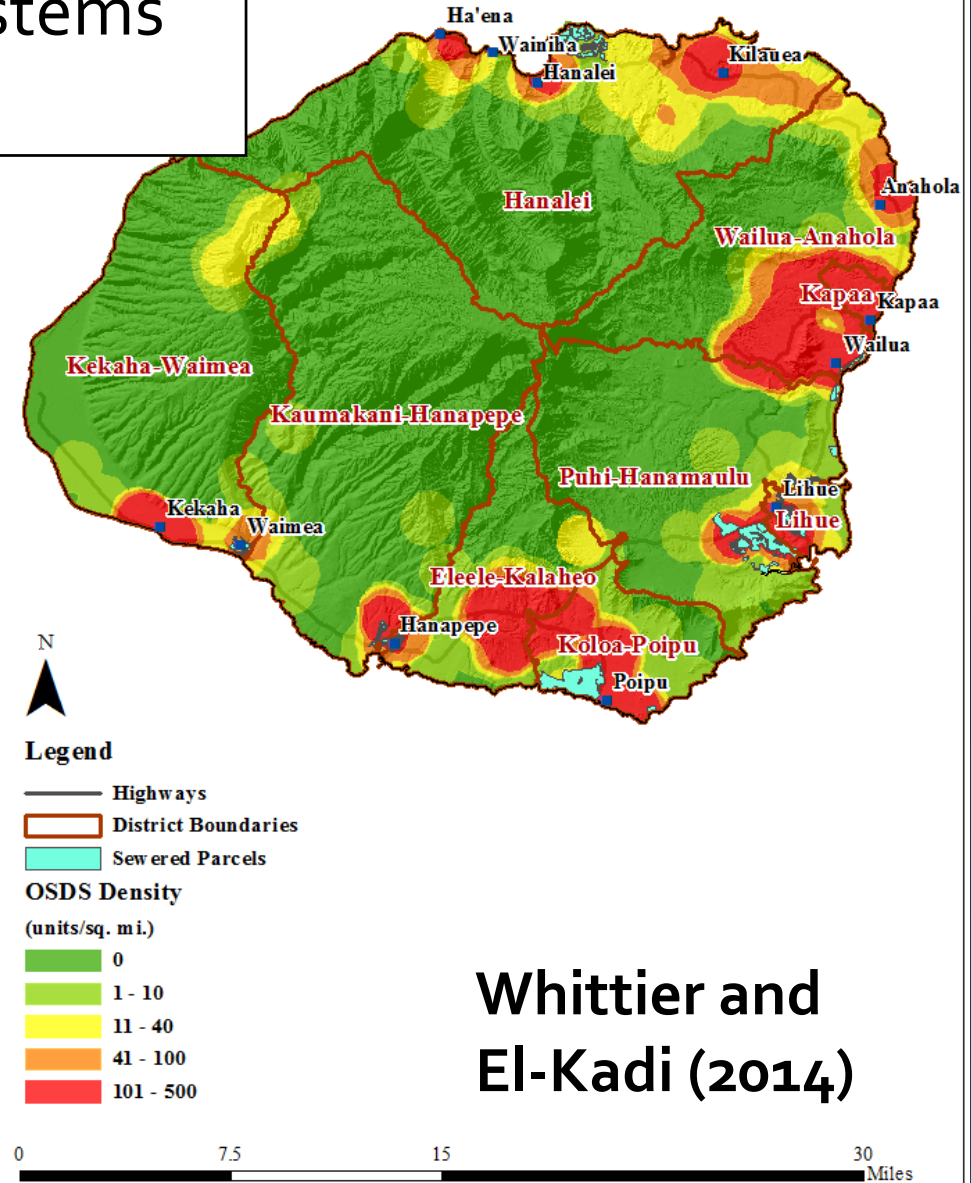 stems
Ha'ena
Wainiha
Hanalei
Kilauea
Anahola
Hanalei
Wailua-Anahola
Kapaa
Kapaa
Wailua
Kekaha-Waimea
Kaumakani-Hanapepe
Puhi-Hanamaulu
Lihue
Lihue
Kekaha
Waimea
Eleele-Kalaheo
Hanapepe
Koloa-Poipu
Poipu
N
Legend
Highways
District Boundaries
Sewered Parcels
OSDS Density
(units/sq. mi.)
0
1 - 10
11 - 40
41 - 100
101 - 500
Whittier and
El-Kadi (2014)
0 7.5 15 30
Miles